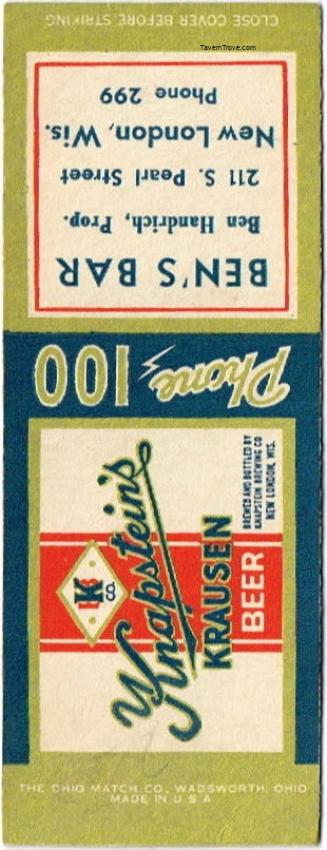 TavernTrove.com
CLOSE COVER BEFORE STRIKING
BEN'S BAR
Ben Handrich, Prop.
211 S. Pearl Street
New London, Wis.
Phone 299
Phone 100
K
B
CO.
Knapstein's
KRAUSEN
BEER
BREWED AND BOTTLED BY
KNAPSTEIN BREWING CO
NEW LONDON, WIS.
THE OHIO MATCH CO., WADSWORTH, OHIO
MADE IN U S A